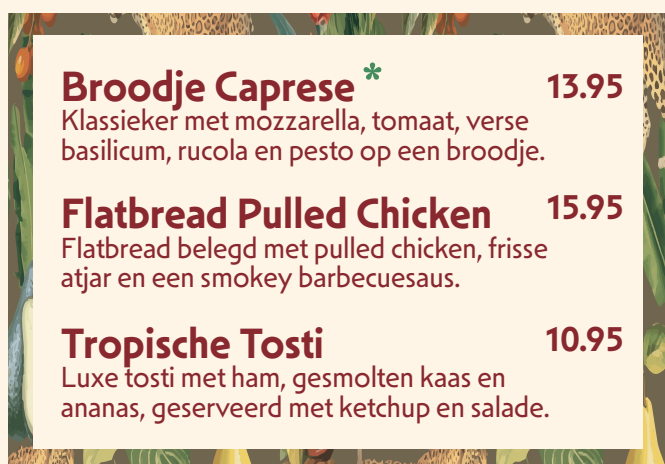 Broodje Caprese * 13.95
Klassieker met mozzarella, tomaat, verse
basilicum, rucola en pesto op een broodje.
Flatbread Pulled Chicken 15.95
Flatbread belegd met pulled chicken, frisse
atjar en een smokey barbecuesaus.
Tropische Tosti 10.95
Luxe tosti met ham, gesmolten kaas en
ananas, geserveerd met ketchup en salade.